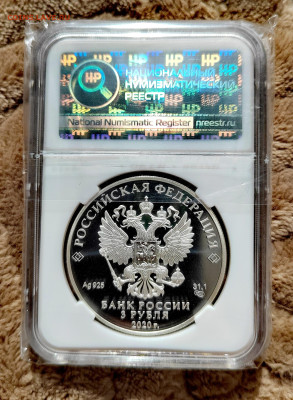 НР
НАЦИОНАЛЬНЫЙ
НУМИЗМАТИЧЕСКИЙ
РЕЕСТР
National Numismatic Register nreestr.ru
РОССИЙСКАЯ ФЕДЕРАЦИЯ
Ag 925 31,1
БАНК РОССИИ
3 РУБЛЯ
2020 г.